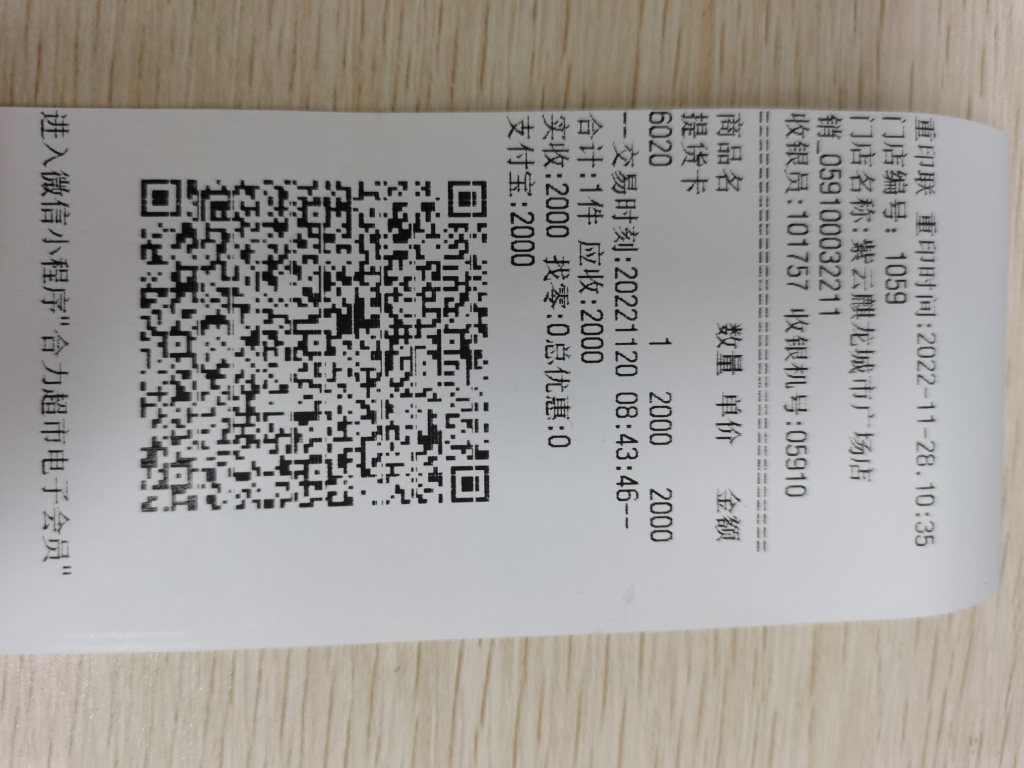 重印联 重印时间:2022-11-28.10:35
门店编号: 1059
门店名称:紫云麒龙城市广场店
销_059100032211
收银员:101757 收银机号:05910
==============================
商品名 数量 单价 金额
提货卡
6020 1 2000 2000
--交易时刻:20221120 08:43:46--
合计:1件 应收:2000
实收:2000 找零:0总优惠:0
支付宝:2000
进入微信小程序"合力超市电子会员"